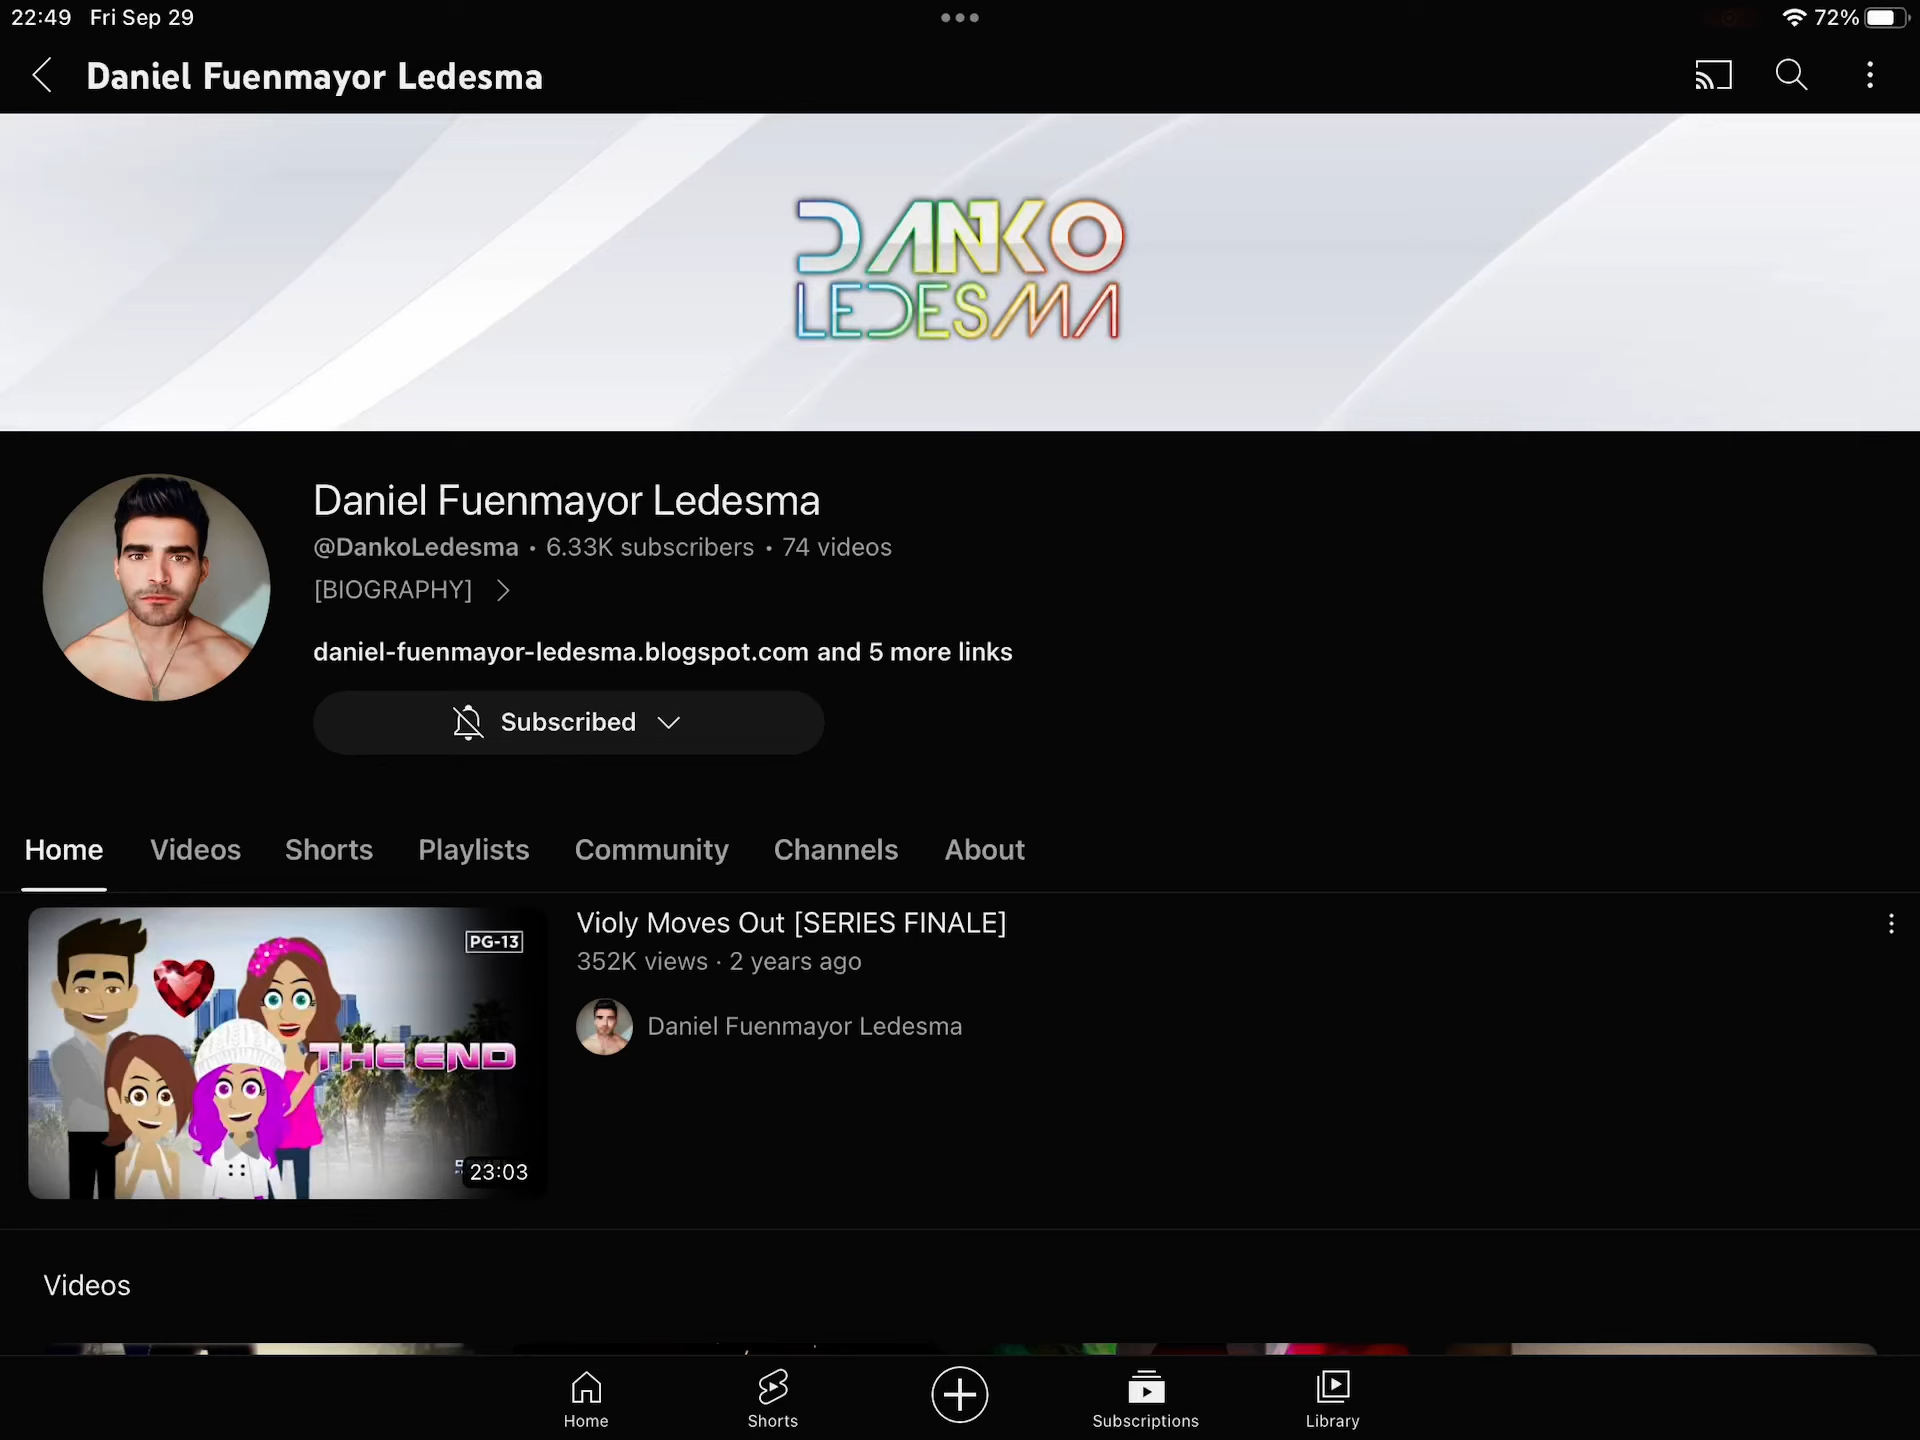 22:49 Fri Sep 29
72%
Daniel Fuenmayor Ledesma
DANKO
LEDESMA
Daniel Fuenmayor Ledesma
@DankoLedesma • 6.33K subscribers • 74 videos
[BIOGRAPHY]
daniel-fuenmayor-ledesma.blogspot.com and 5 more links
Subscribed
Home Videos Shorts Playlists Community Channels About
PG-13
THE END
23:03
Violy Moves Out [SERIES FINALE]
352K views · 2 years ago
Daniel Fuenmayor Ledesma
Videos
Home Shorts Subscriptions Library